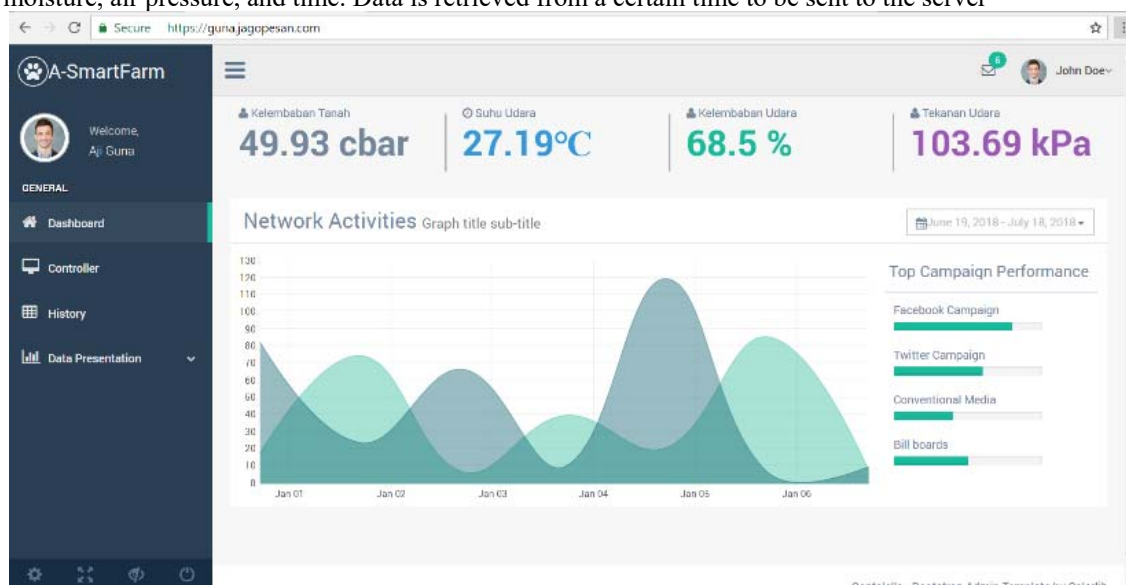 moisture, air pressure, and time. Data is retrieved from a certain time to be sent to the server
Secure https://guna.jagopesan.com
A-SmartFarm
6
John Doe
Welcome,
Aji Guna
Kelembaban Tanah
49.93 cbar
Suhu Udara
27.19°C
Kelembaban Udara
68.5 %
Tekanan Udara
103.69 kPa
GENERAL
Dashboard
Controller
History
Data Presentation
Network Activities Graph title sub-title
June 19, 2018 - July 18, 2018
130
120
110
100
90
80
70
60
50
40
30
20
10
0
Jan 01 Jan 02 Jan 03 Jan 04 Jan 05 Jan 06
Top Campaign Performance
Facebook Campaign
Twitter Campaign
Conventional Media
Bill boards